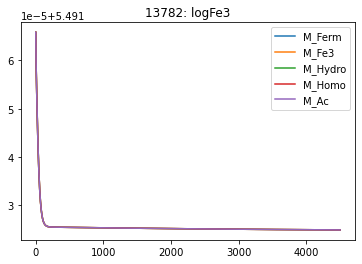 13782: logFe3
1e-5+5.491
M_Ferm
M_Fe3
M_Hydro
M_Homo
M_Ac
6
5
4
3
0
1000
2000
3000
4000